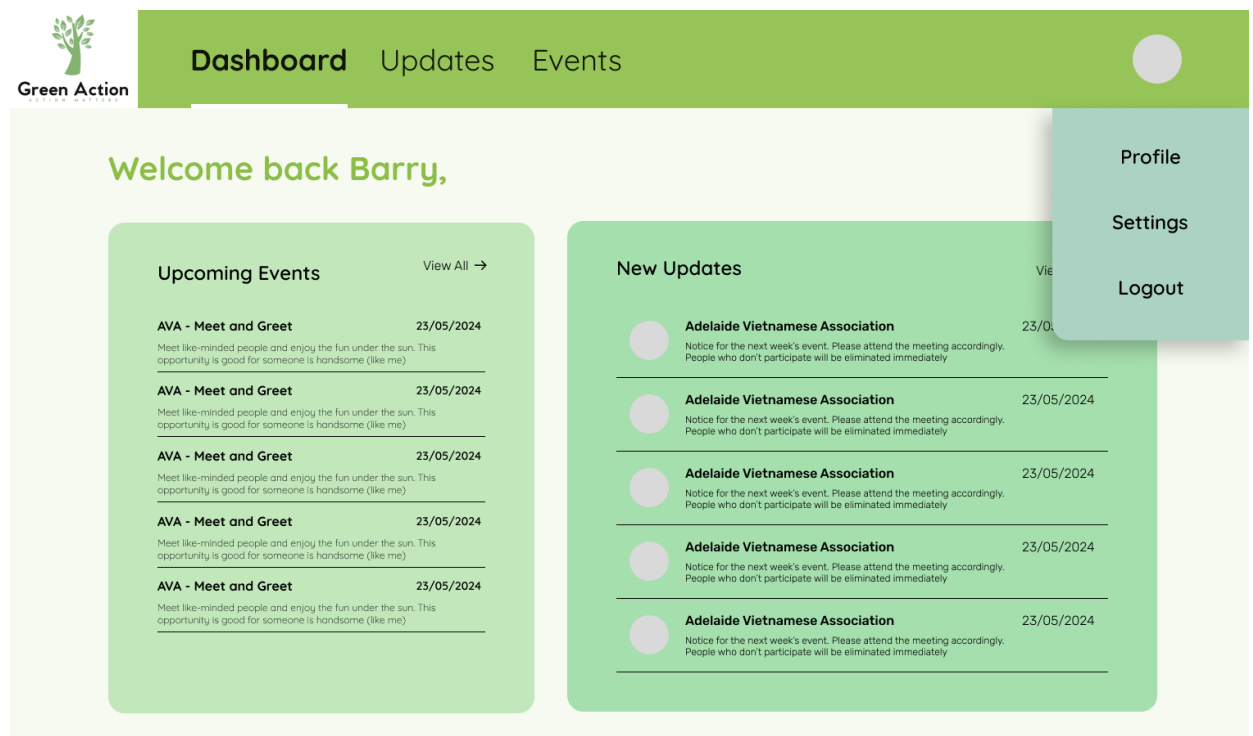 Green Action
ACTION MATTERS
Dashboard Updates Events
Profile
Settings
Logout
Welcome back Barry,
Upcoming Events
View All →
AVA - Meet and Greet 23/05/2024
Meet like-minded people and enjoy the fun under the sun. This
opportunity is good for someone is handsome (like me)
AVA - Meet and Greet 23/05/2024
Meet like-minded people and enjoy the fun under the sun. This
opportunity is good for someone is handsome (like me)
AVA - Meet and Greet 23/05/2024
Meet like-minded people and enjoy the fun under the sun. This
opportunity is good for someone is handsome (like me)
AVA - Meet and Greet 23/05/2024
Meet like-minded people and enjoy the fun under the sun. This
opportunity is good for someone is handsome (like me)
AVA - Meet and Greet 23/05/2024
Meet like-minded people and enjoy the fun under the sun. This
opportunity is good for someone is handsome (like me)
New Updates
Adelaide Vietnamese Association
Notice for the next week's event. Please attend the meeting accordingly.
People who don't participate will be eliminated immediately
Adelaide Vietnamese Association 23/05/2024
Notice for the next week's event. Please attend the meeting accordingly.
People who don't participate will be eliminated immediately
Adelaide Vietnamese Association 23/05/2024
Notice for the next week's event. Please attend the meeting accordingly.
People who don't participate will be eliminated immediately
Adelaide Vietnamese Association 23/05/2024
Notice for the next week's event. Please attend the meeting accordingly.
People who don't participate will be eliminated immediately
Adelaide Vietnamese Association 23/05/2024
Notice for the next week's event. Please attend the meeting accordingly.
People who don't participate will be eliminated immediately